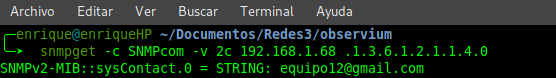 Archivo Editar Ver Buscar Terminal Ayuda
enrique@enriqueHP ~/Documentos/Redes3/observium
snmpget -c SNMPcom -v 2c 192.168.1.68 .1.3.6.1.2.1.1.4.0
SNMPv2-MIB::sysContact.0 = STRING: equipo12@gmail.com